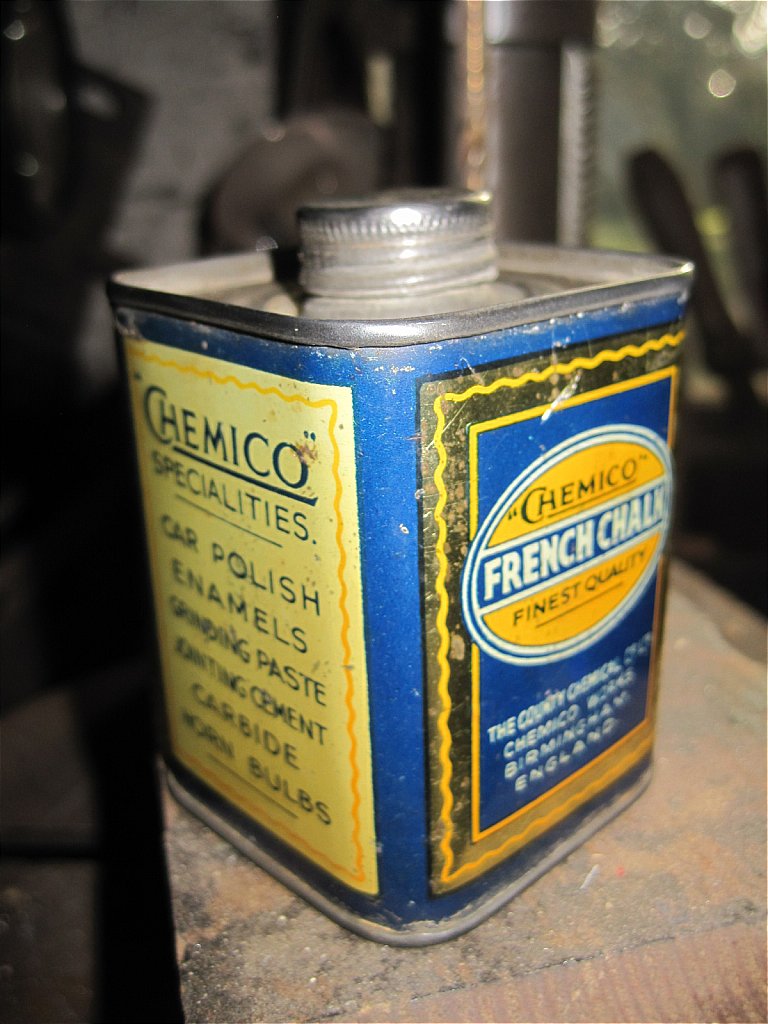 "CHEMICO"
SPECIALITIES.
CAR POLISH
ENAMELS
GRINDING PASTE
JOINTING CEMENT
CARBIDE
HORN BULBS
"CHEMICO"
FRENCH CHALK
FINEST QUALITY
THE COUNTY CHEMICAL CO LTD.
CHEMICO WORKS.
BIRMINGHAM.
ENGLAND.